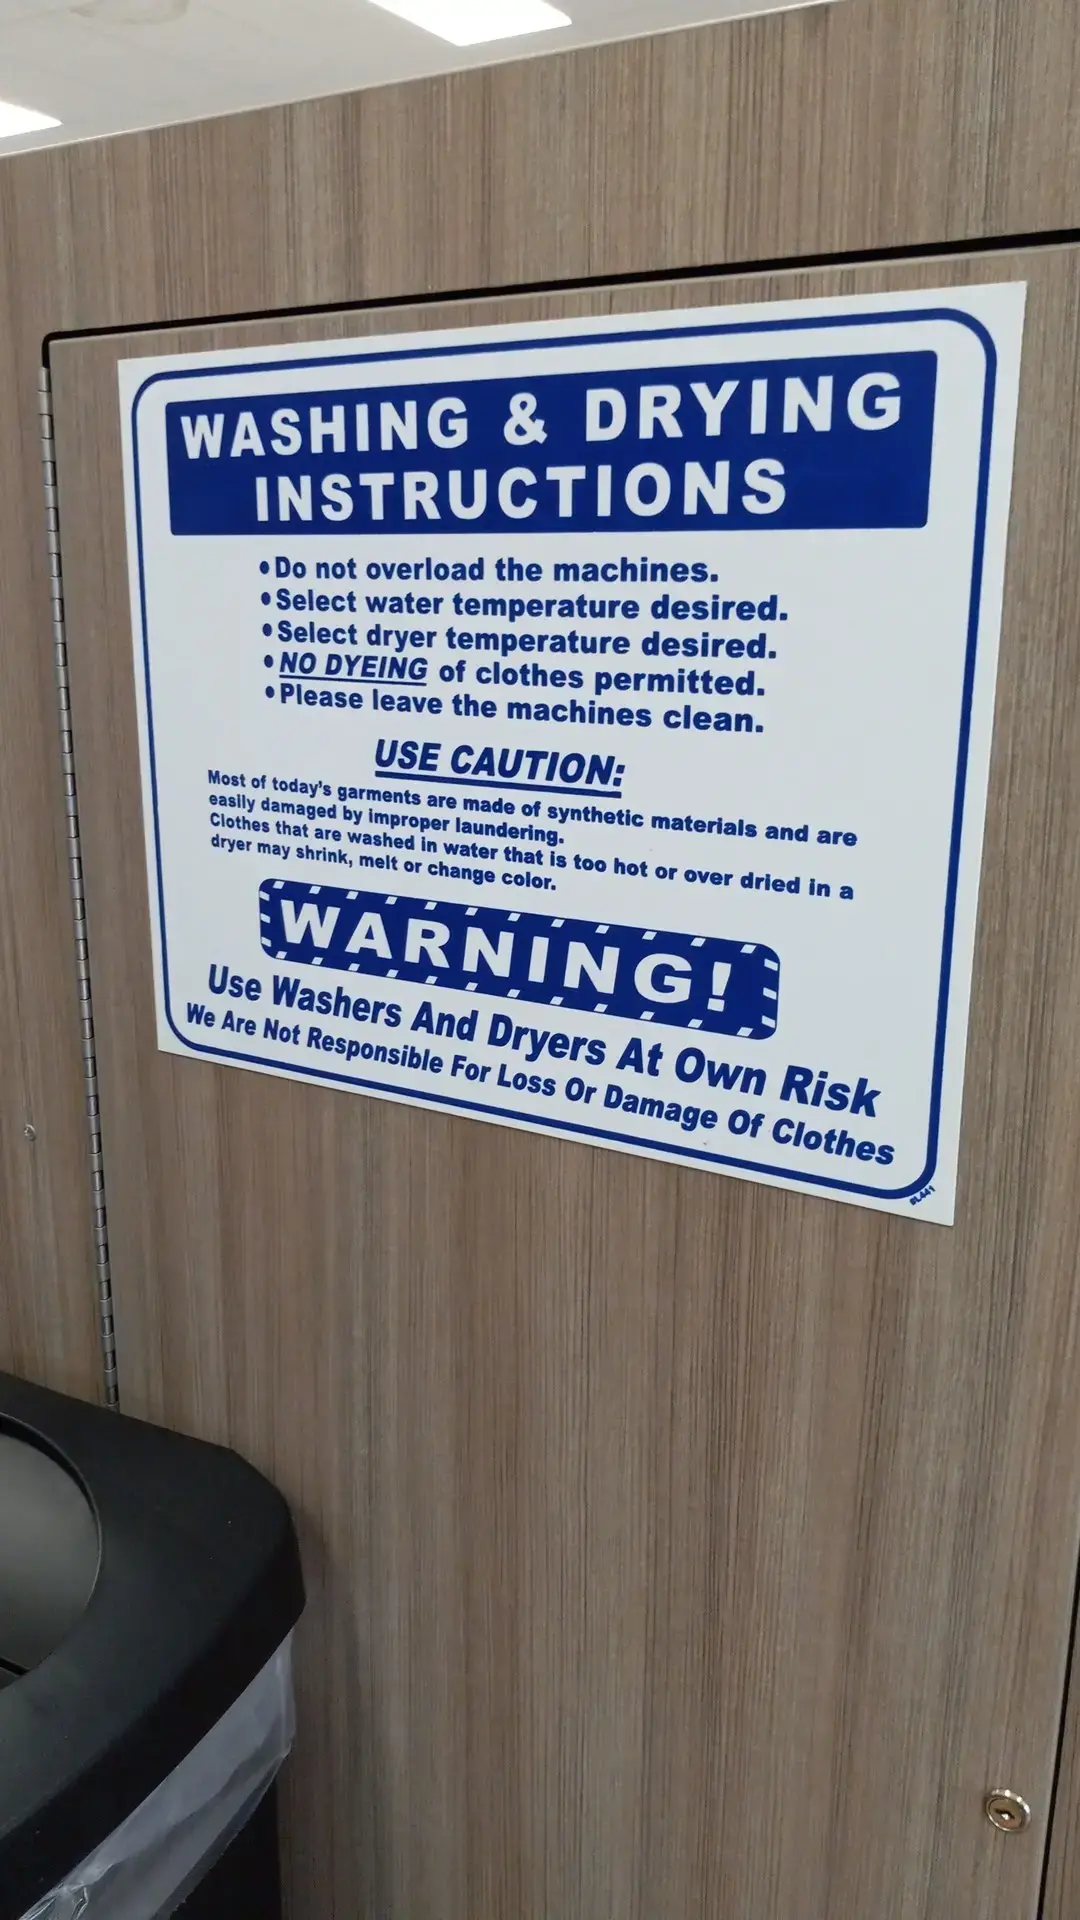 WASHING & DRYING
INSTRUCTIONS
•Do not overload the machines.
•Select water temperature desired.
•Select dryer temperature desired.
•NO DYEING of clothes permitted.
•Please leave the machines clean.
USE CAUTION:
Most of today's garments are made of synthetic materials and are
easily damaged by improper laundering.
Clothes that are washed in water that is too hot or over dried in a
dryer may shrink, melt or change color.
WARNING!
Use Washers And Dryers At Own Risk
We Are Not Responsible For Loss Or Damage Of Clothes